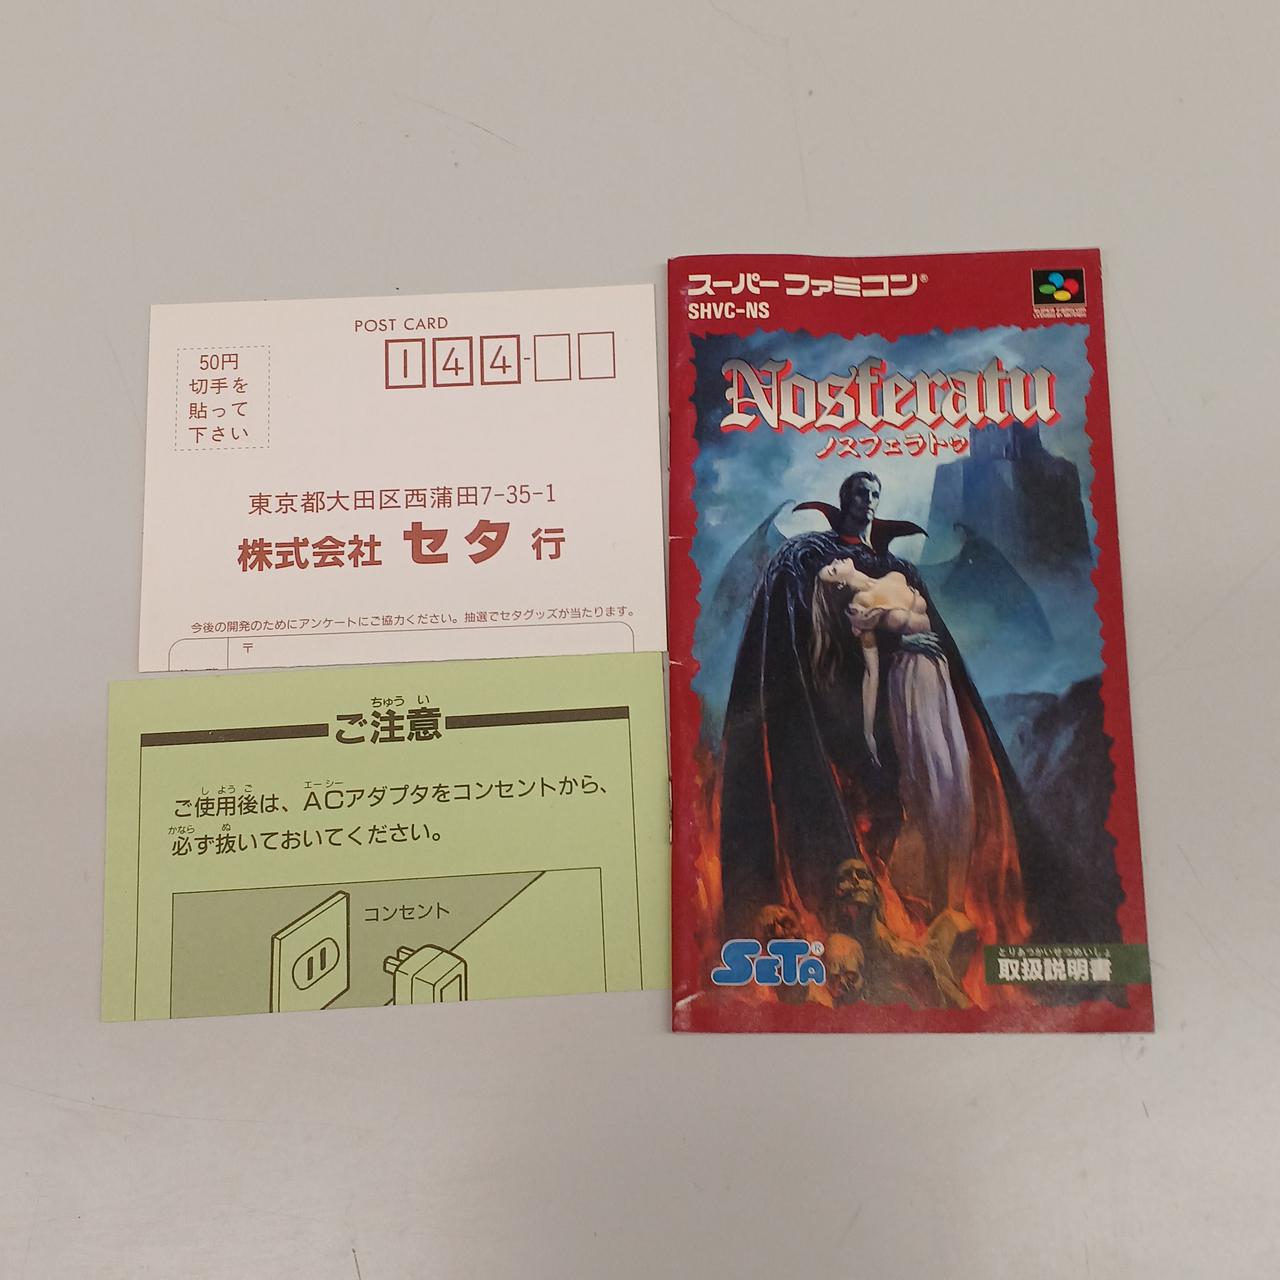 POST CARD
144-
50円
切手を
貼って
下さい
東京都大田区西蒲田7-35-1
株式会社 セタ 行
今後の開発のためにアンケートにご協力ください。抽選でセタグッズが当たります。
〒
ちゅう い
ご注意
し よう ご エーシー
ご使用後は、ACアダプタをコンセントから、
かなら ぬ
必ず抜いておいてください。
コンセント
スーパーファミコン®
SHVC-NS
Nosferatu
ノスフェラトゥ
SETA®
とりあつかいせつめいしょ
取扱説明書